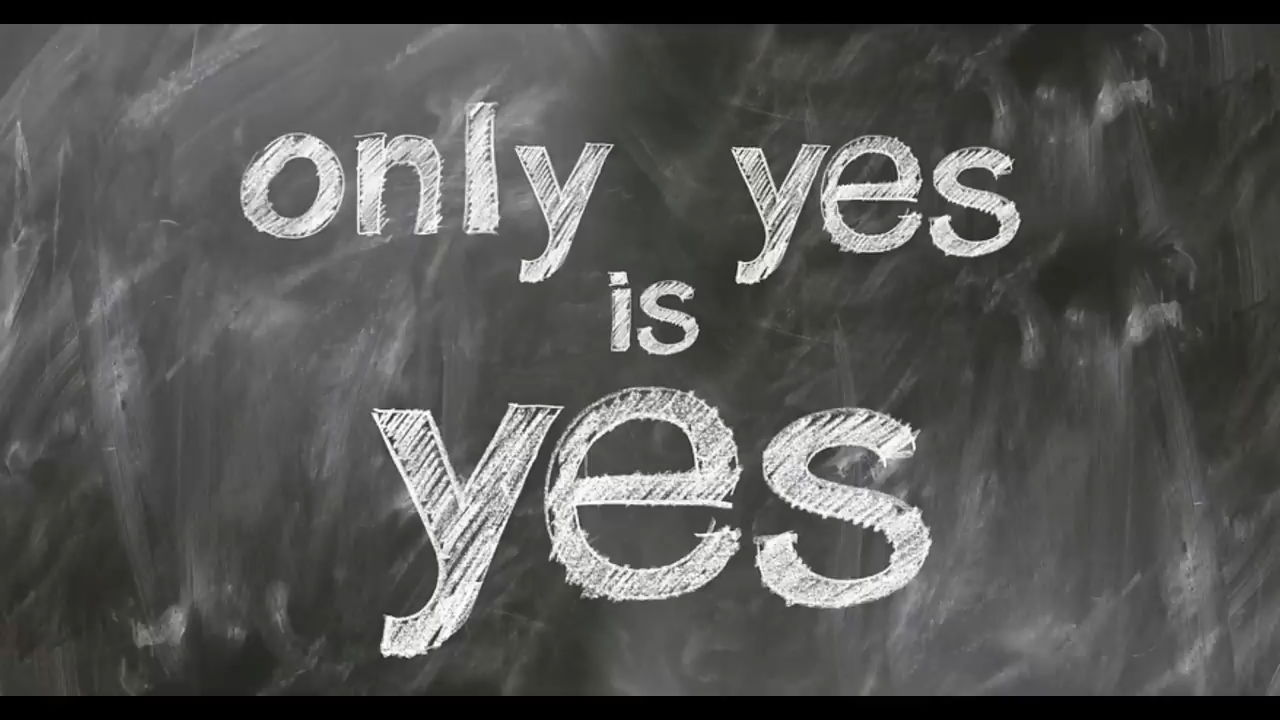 only yes
is
yes